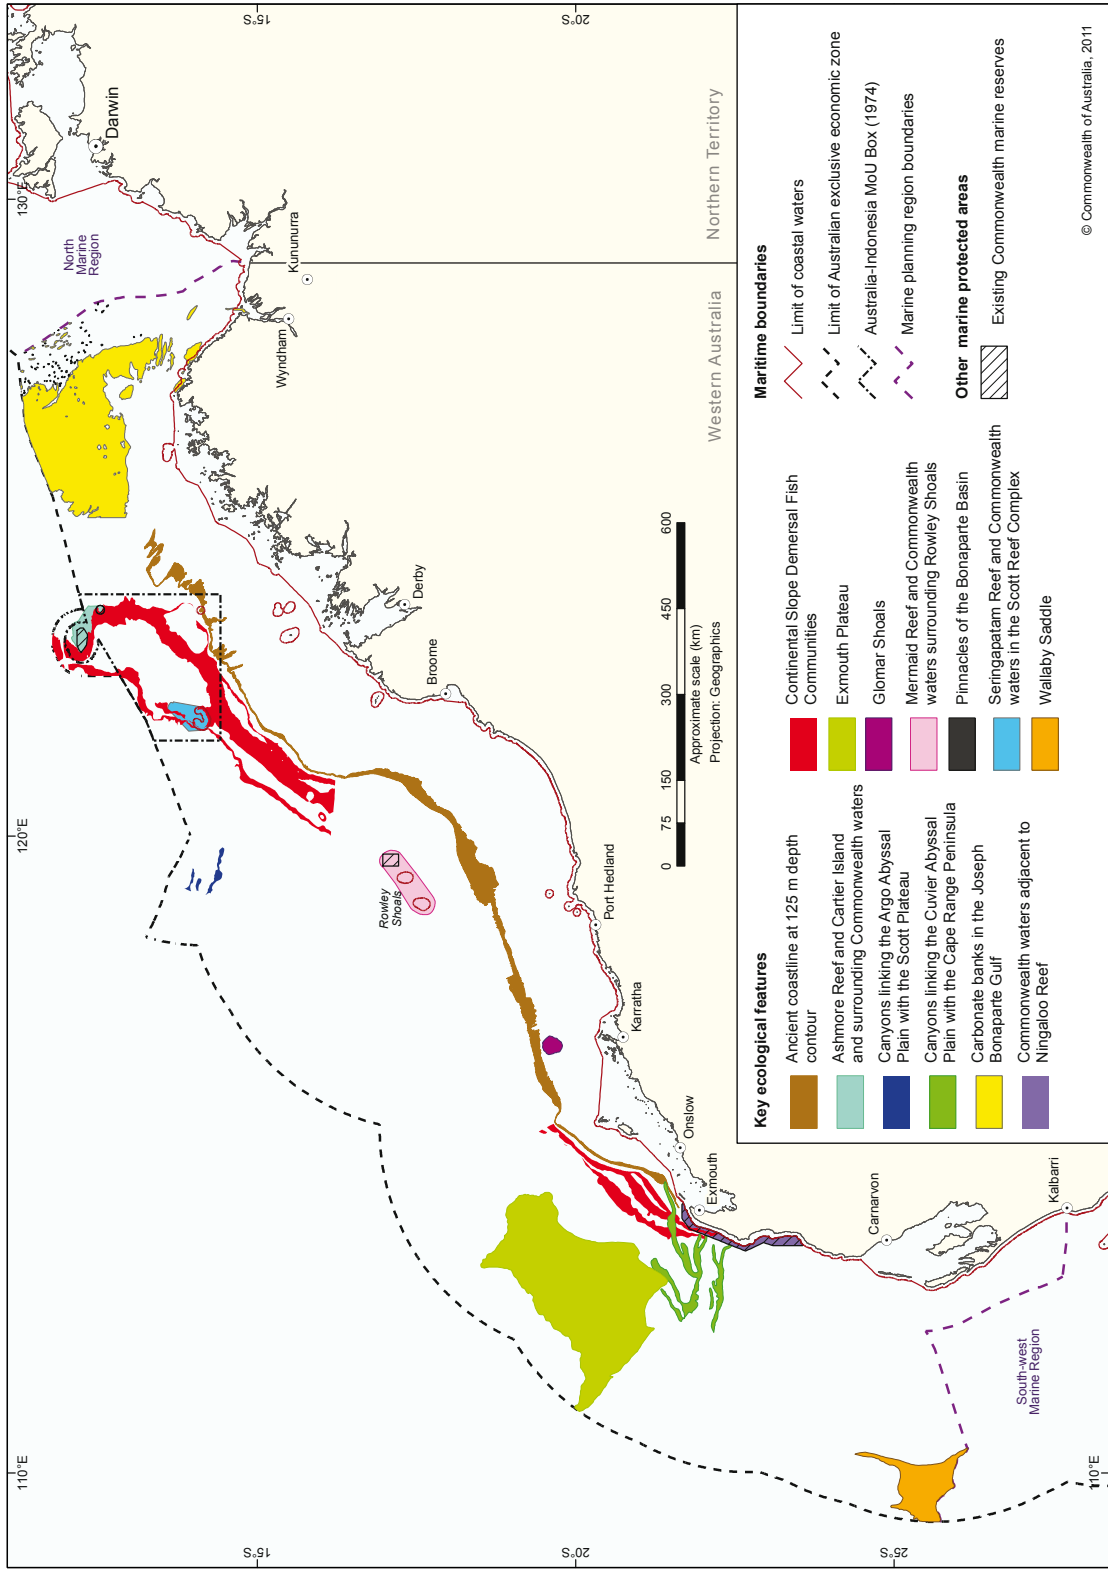 110°E
120°E
130°E
15°S
20°S
15°S
20°S
25°S
110°E
North
Marine
Region
Darwin
Kununurra
Wyndham
Northern Territory
Western Australia
Derby
Broome
Rowley
Shoals
Port Hedland
Karratha
Onslow
Exmouth
Carnarvon
Kalbarri
South-west
Marine Region
0
75
150
300
450
600
Approximate scale (km)
Projection: Geographics
Key ecological features
Ancient coastline at 125 m depth
contour
Ashmore Reef and Cartier Island
and surrounding Commonwealth waters
Canyons linking the Argo Abyssal
Plain with the Scott Plateau
Canyons linking the Cuvier Abyssal
Plain with the Cape Range Peninsula
Carbonate banks in the Joseph
Bonaparte Gulf
Commonwealth waters adjacent to
Ningaloo Reef
Continental Slope Demersal Fish
Communities
Exmouth Plateau
Glomar Shoals
Mermaid Reef and Commonwealth
waters surrounding Rowley Shoals
Pinnacles of the Bonaparte Basin
Seringapatam Reef and Commonwealth
waters in the Scott Reef Complex
Wallaby Saddle
Maritime boundaries
Limit of coastal waters
Limit of Australian exclusive economic zone
Australia-Indonesia MoU Box (1974)
Marine planning region boundaries
Other marine protected areas
Existing Commonwealth marine reserves
© Commonwealth of Australia, 2011